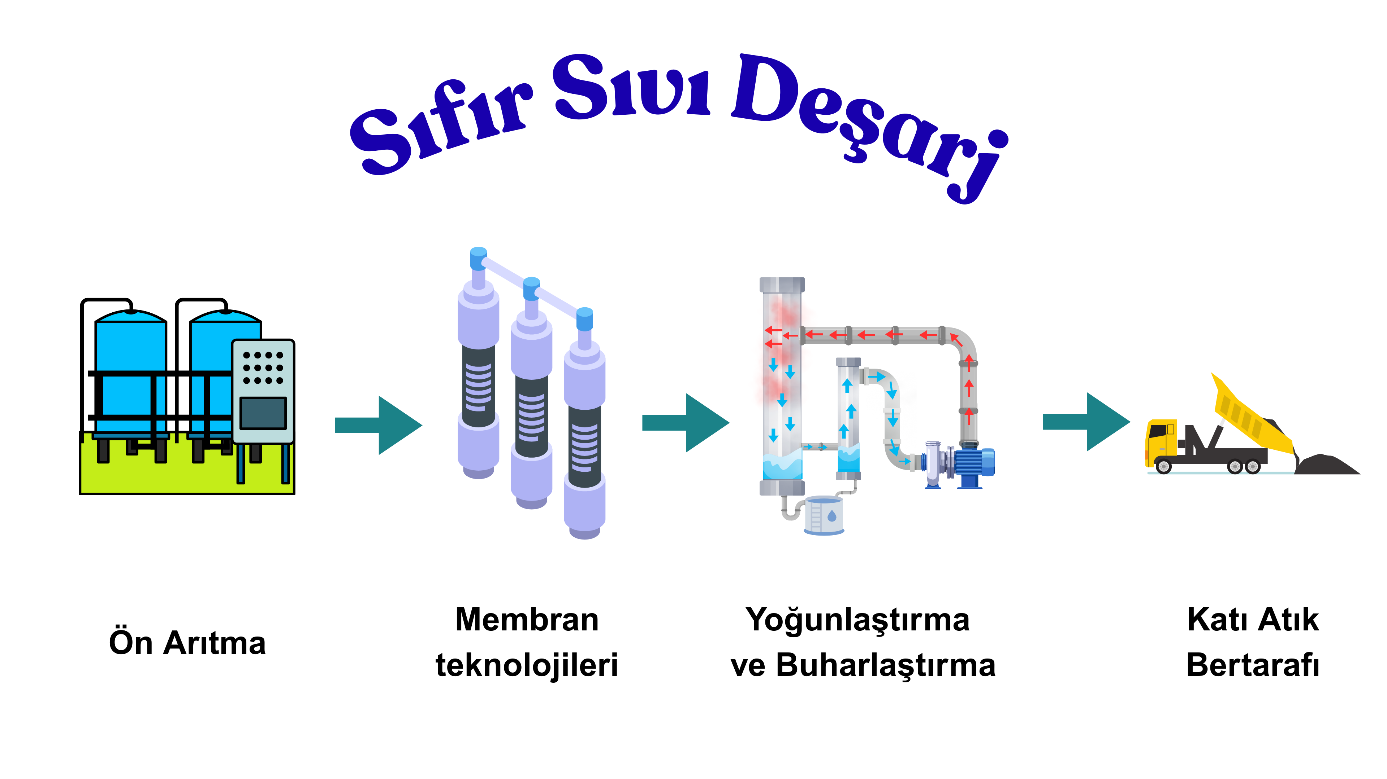 Sıfır Sıvı Deşarj
Ön Arıtma
Membran
teknolojileri
Yoğunlaştırma
ve Buharlaştırma
Katı Atık
Bertarafı